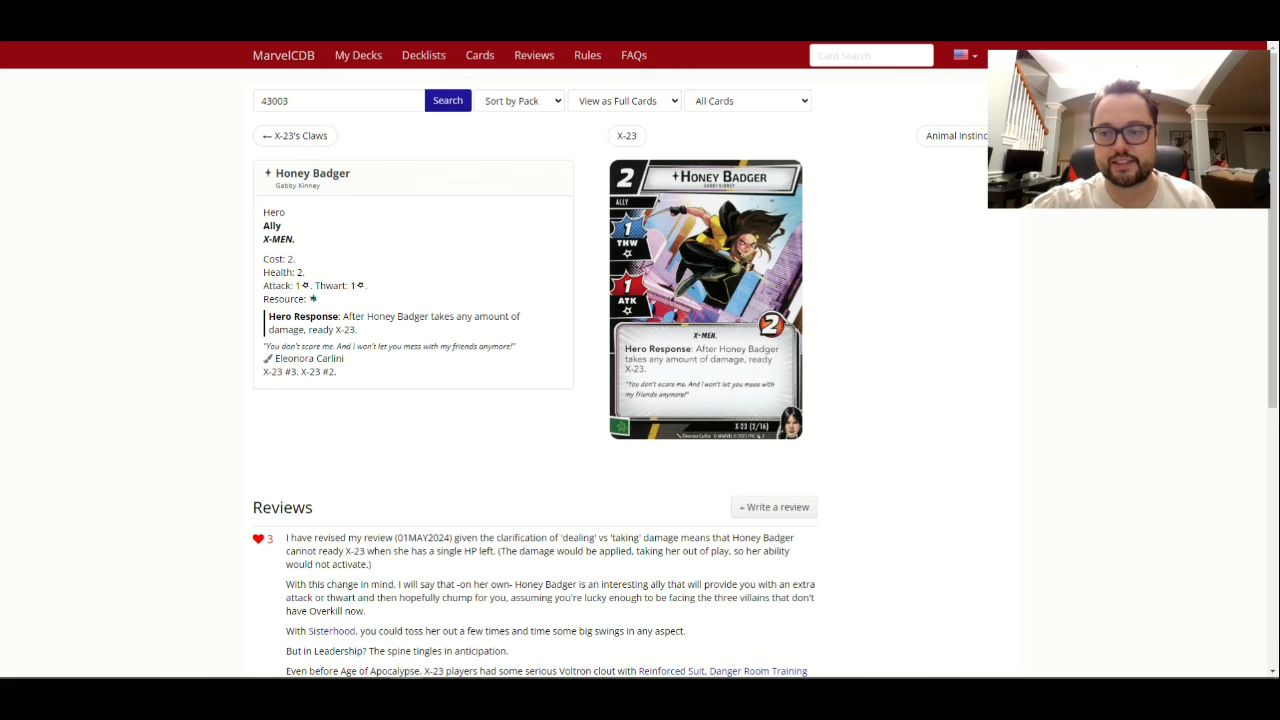 MarvelCDB My Decks Decklists Cards Reviews Rules FAQs Card Search
43003 Search Sort by Pack View as Full Cards All Cards
← X-23's Claws X-23 Animal Instinc
Honey Badger
Gabby Kinney
Hero
Ally
X-MEN.
Cost: 2.
Health: 2.
Attack: 1. Thwart: 1.
Resource:
Hero Response: After Honey Badger takes any amount of
damage, ready X-23.
"You don't scare me. And I won't let you mess with my friends anymore!"
Eleonora Carlini
X-23 #3. X-23 #2.
2
HONEY BADGER
GABBY KINNEY
ALLY
1
THW
1
ATK
2
X-MEN.
Hero Response: After Honey Badger
takes any amount of damage, ready
X-23.
"You don't scare me. And I won't let you mess with
my friends anymore!"
X-23 (2/16)
Reviews + Write a review
3 I have revised my review (01MAY2024) given the clarification of 'dealing' vs 'taking' damage means that Honey Badger
cannot ready X-23 when she has a single HP left. (The damage would be applied, taking her out of play, so her ability
would not activate.)
With this change in mind, I will say that -on her own- Honey Badger is an interesting ally that will provide you with an extra
attack or thwart and then hopefully chump for you, assuming you're lucky enough to be facing the three villains that don't
have Overkill now.
With Sisterhood, you could toss her out a few times and time some big swings in any aspect.
But in Leadership? The spine tingles in anticipation.
Even before Age of Apocalypse, X-23 players had some serious Voltron clout with Reinforced Suit, Danger Room Training